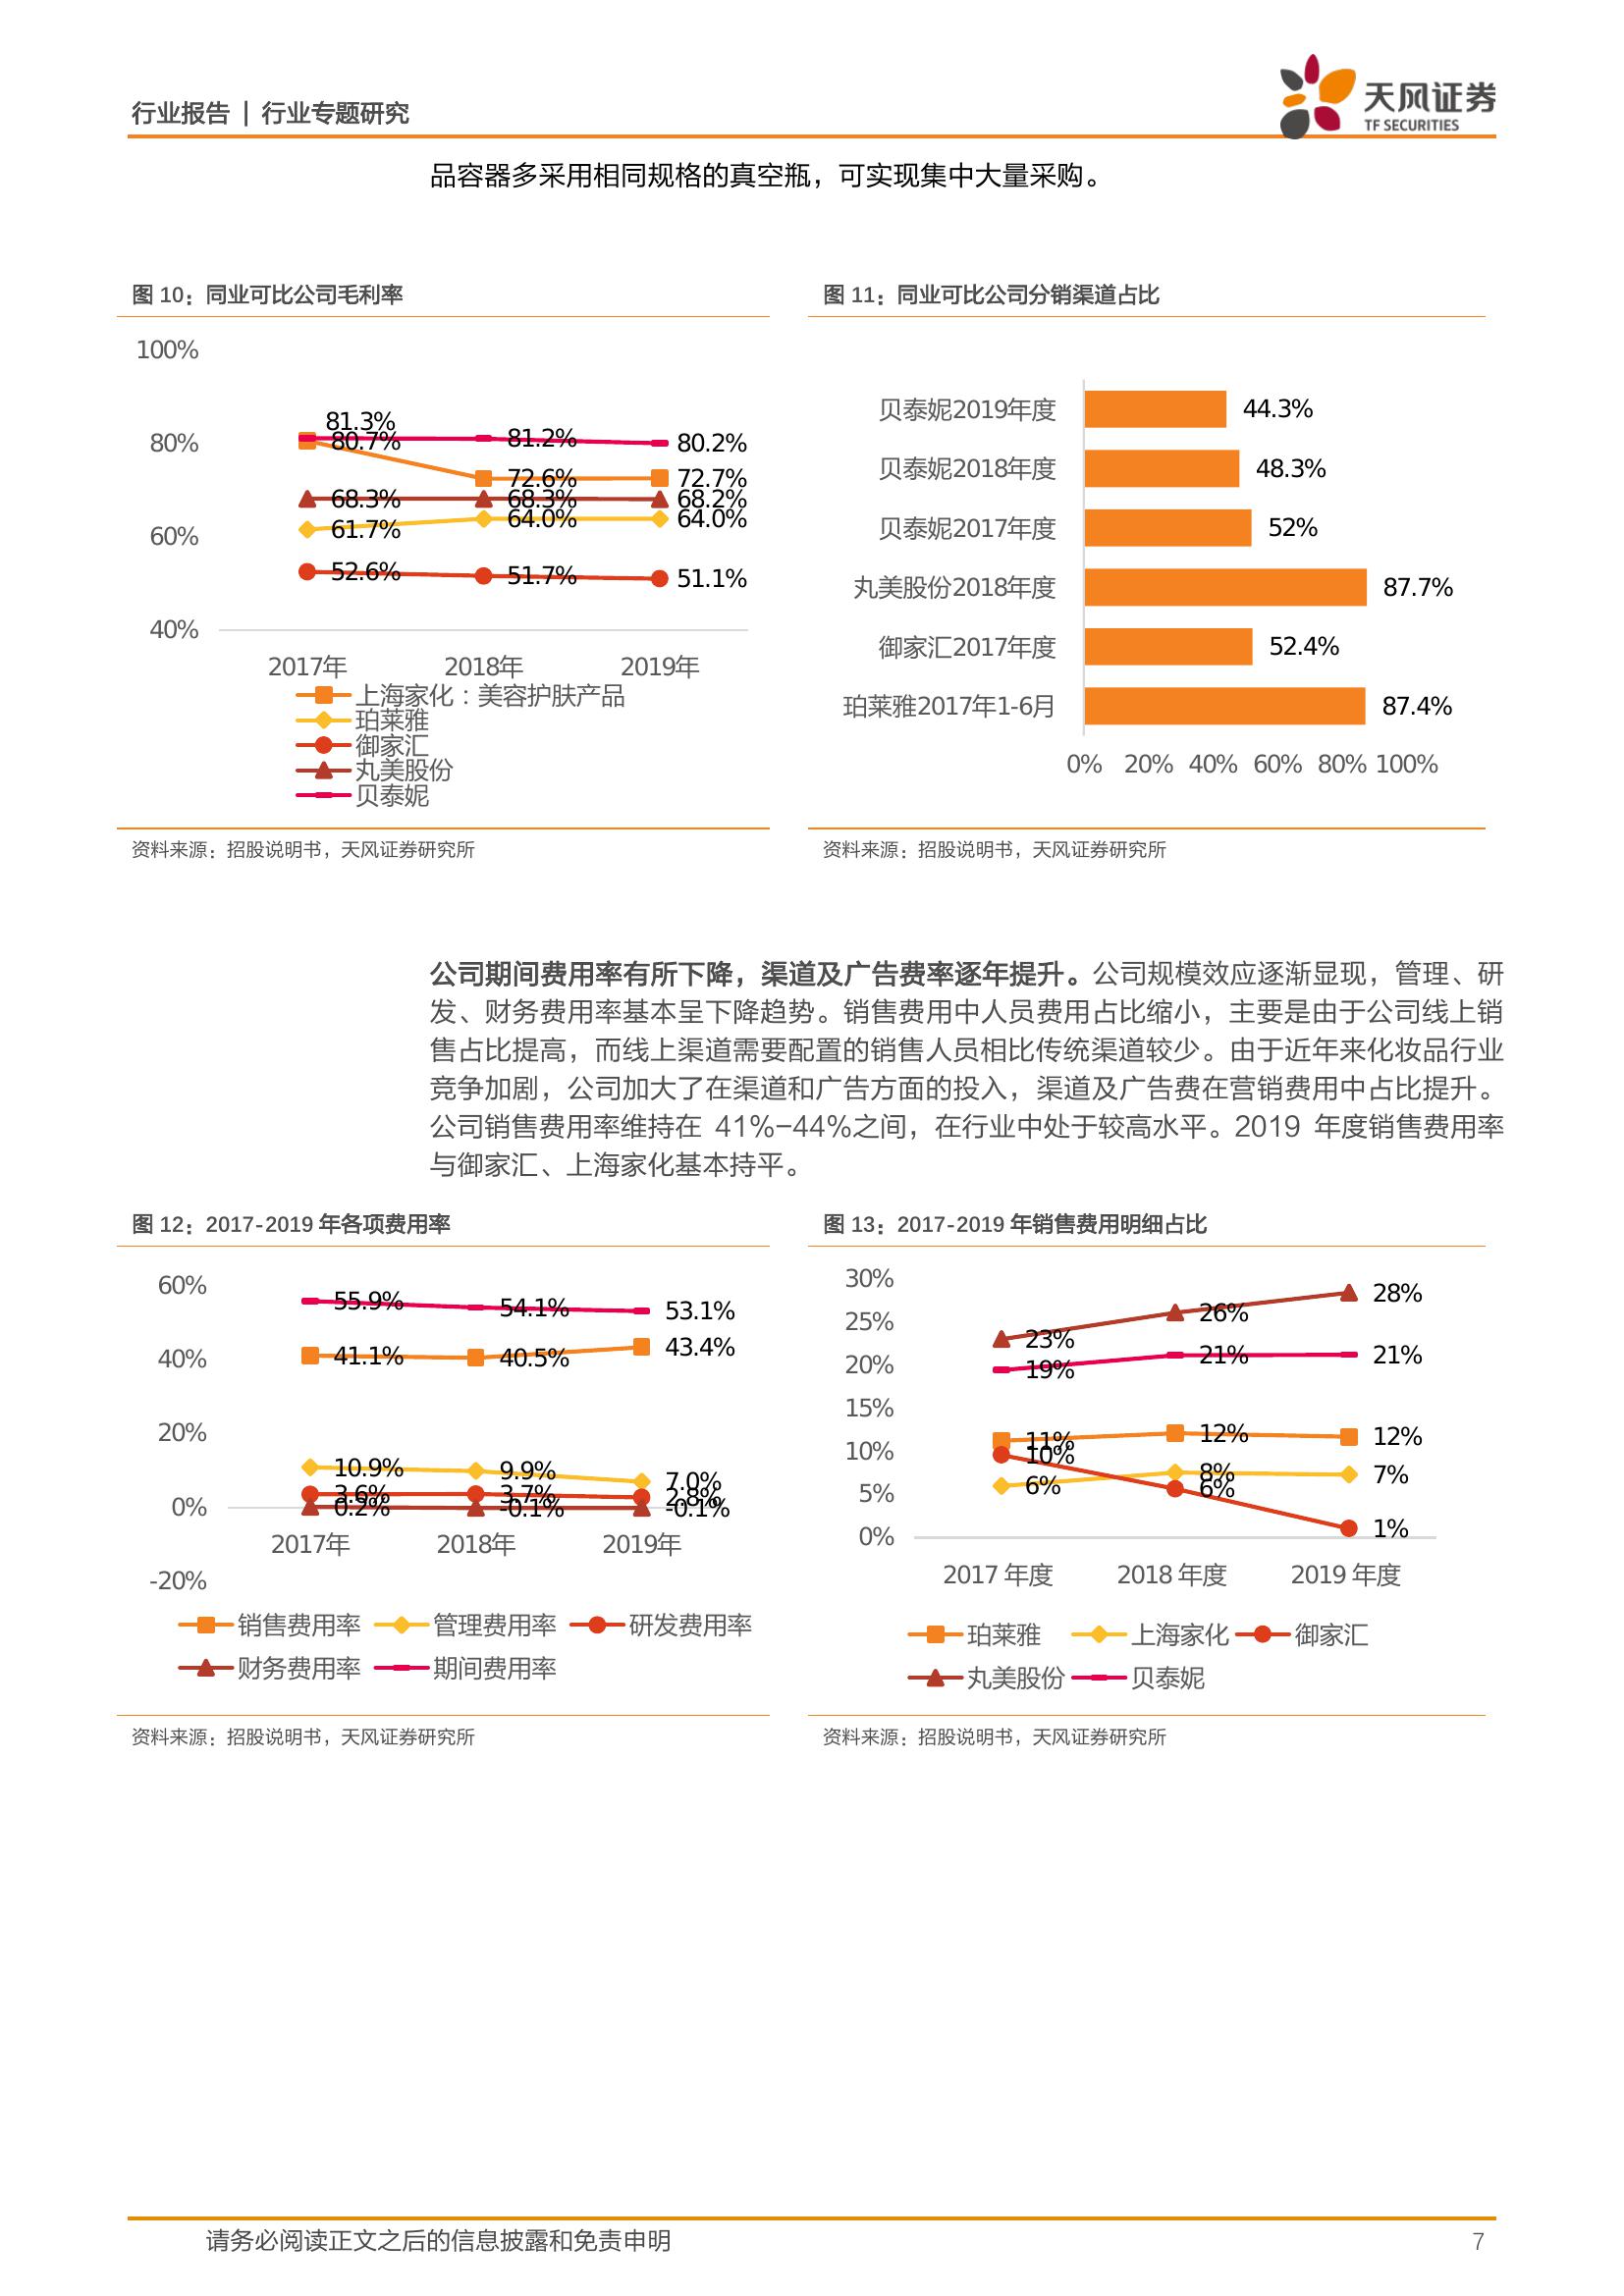 行业报告 | 行业专题研究
天风证券
TF SECURITIES
品容器多采用相同规格的真空瓶，可实现集中大量采购。
图 10：同业可比公司毛利率
100%
80%
60%
40%
81.3%
80.7%
81.2%
80.2%
72.6%
72.7%
68.3%
68.3%
68.2%
61.7%
64.0%
64.0%
52.6%
51.7%
51.1%
2017年
2018年
2019年
上海家化：美容护肤产品
珀莱雅
御家汇
丸美股份
贝泰妮
资料来源：招股说明书，天风证券研究所
图 11：同业可比公司分销渠道占比
贝泰妮2019年度 44.3%
贝泰妮2018年度 48.3%
贝泰妮2017年度 52%
丸美股份2018年度 87.7%
御家汇2017年度 52.4%
珀莱雅2017年1-6月 87.4%
0% 20% 40% 60% 80% 100%
资料来源：招股说明书，天风证券研究所
公司期间费用率有所下降，渠道及广告费率逐年提升。公司规模效应逐渐显现，管理、研
发、财务费用率基本呈下降趋势。销售费用中人员费用占比缩小，主要是由于公司线上销
售占比提高，而线上渠道需要配置的销售人员相比传统渠道较少。由于近年来化妆品行业
竞争加剧，公司加大了在渠道和广告方面的投入，渠道及广告费在营销费用中占比提升。
公司销售费用率维持在 41%-44%之间，在行业中处于较高水平。2019 年度销售费用率
与御家汇、上海家化基本持平。
图 12：2017-2019 年各项费用率
60%
40%
20%
0%
-20%
55.9%
54.1%
53.1%
41.1%
40.5%
43.4%
10.9%
9.9%
7.0%
3.6%
3.7%
2.8%
0.2%
-0.1%
-0.1%
2017年
2018年
2019年
销售费用率 管理费用率 研发费用率
财务费用率 期间费用率
资料来源：招股说明书，天风证券研究所
图 13：2017-2019 年销售费用明细占比
30%
25%
20%
15%
10%
5%
0%
23%
26%
28%
19%
21%
21%
11%
12%
12%
10%
6%
8%
7%
6%
1%
2017 年度
2018 年度
2019 年度
珀莱雅 上海家化 御家汇
丸美股份 贝泰妮
资料来源：招股说明书，天风证券研究所
请务必阅读正文之后的信息披露和免责申明
7